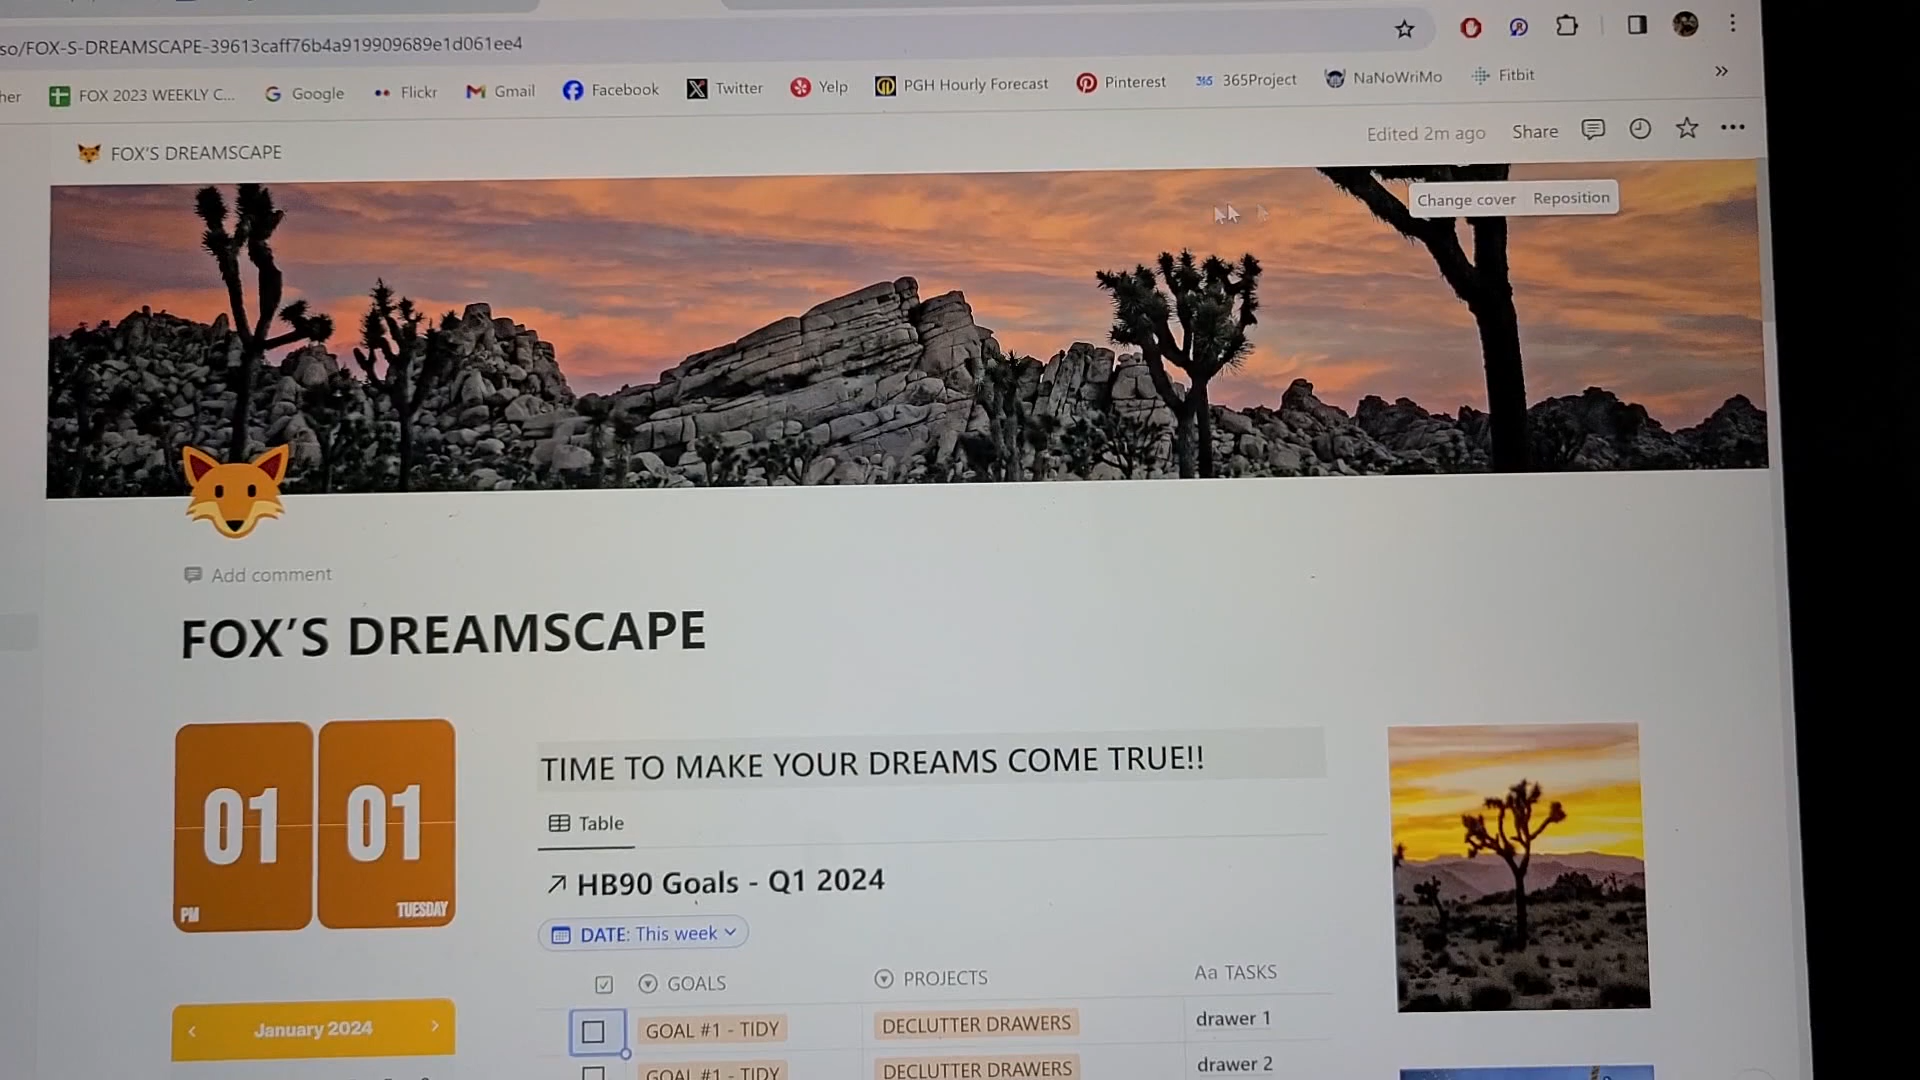 so/FOX-S-DREAMSCAPE-39613caff76b4a919909689e1d061ee4
her FOX 2023 WEEKLY C... Google Flickr Gmail Facebook Twitter Yelp PGH Hourly Forecast Pinterest 365 365Project NaNoWriMo Fitbit »
FOX'S DREAMSCAPE Edited 2m ago Share
Change cover Reposition
Add comment
FOX'S DREAMSCAPE
01 01
PM TUESDAY
TIME TO MAKE YOUR DREAMS COME TRUE!!
Table
HB90 Goals - Q1 2024
DATE: This week
GOALS PROJECTS Aa TASKS
January 2024
GOAL #1 - TIDY DECLUTTER DRAWERS drawer 1
GOAL #1 - TIDY DECLUTTER DRAWERS drawer 2